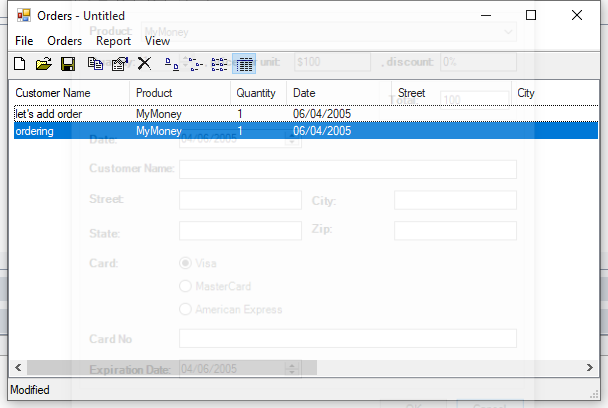 Orders - Untitled
Product: MyMoney
File Orders Report View
unit: $100 , discount: 0%
Customer Name Product Quantity Date Street City
Total: 100
let's add order MyMoney 1 06/04/2005
ordering MyMoney 1 06/04/2005
Date: 04/06/2005
Customer Name:
Street: City:
State: Zip:
Card: Visa
MasterCard
American Express
Card No
Expiration Date: 04/06/2005
Modified
OK Cancel